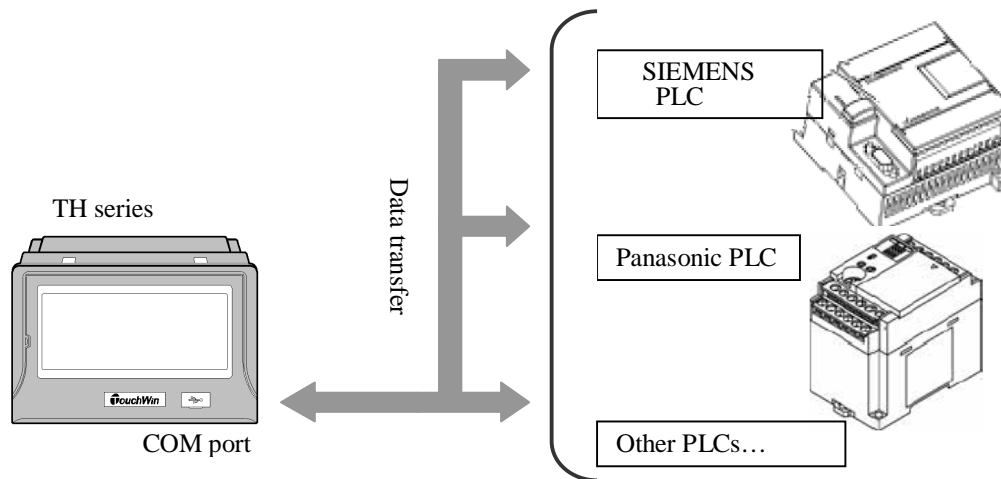 SIEMENS
PLC
TH series
Data transfer
Panasonic PLC
TouchWin
COM port
Other PLCs…